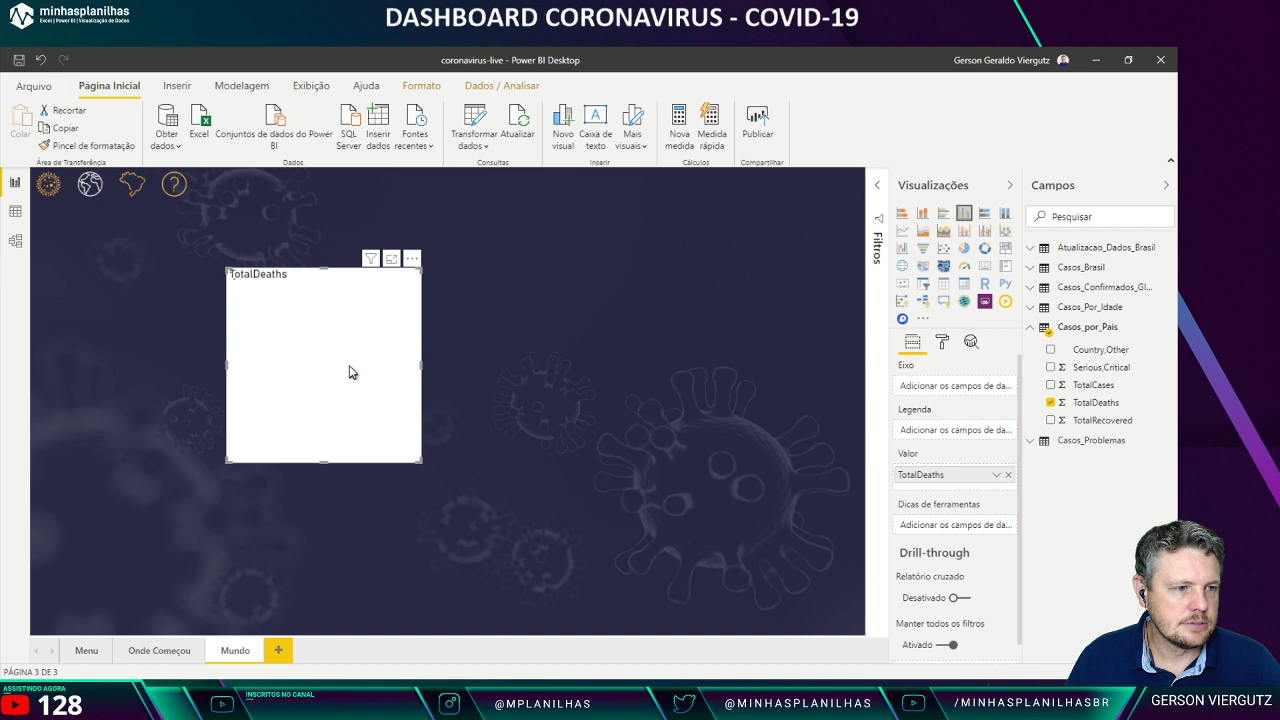 minhasplanilhas
Excel | Power BI | Visualização de Dados
DASHBOARD CORONAVIRUS - COVID-19
coronavirus-live - Power BI Desktop
Gerson Geraldo Viergutz
Arquivo
Página Inicial
Inserir
Modelagem
Exibição
Ajuda
Formato
Dados / Analisar
Colar
Recortar
Copiar
Pincel de formatação
Área de Transferência
Obter dados
Excel
Conjuntos de dados do Power BI
SQL Server
Inserir dados
Fontes recentes
Dados
Transformar dados
Atualizar
Consultas
Novo visual
Caixa de texto
Mais visuais
Inserir
Nova medida
Medida rápida
Cálculos
Publicar
Compartilhar
?
TotalDeaths
Filtros
Visualizações
R
Py
Eixo
Adicionar os campos de da...
Legenda
Adicionar os campos de da...
Valor
TotalDeaths
Dicas de ferramentas
Adicionar os campos de da...
Drill-through
Relatório cruzado
Desativado
Manter todos os filtros
Ativado
Campos
Pesquisar
Atualizacao_Dados_Brasil
Casos_Brasil
Casos_Confirmados_Gl...
Casos_Por_Idade
Casos_por_Pais
Country,Other
Σ Serious,Critical
Σ TotalCases
Σ TotalDeaths
Σ TotalRecovered
Casos_Problemas
Menu
Onde Começou
Mundo
+
PÁGINA 3 DE 3
ASSISTINDO AGORA
128
INSCRITOS NO CANAL
@MPLANILHAS
@MINHASPLANILHAS
/MINHASPLANILHASBR
GERSON VIERGUTZ